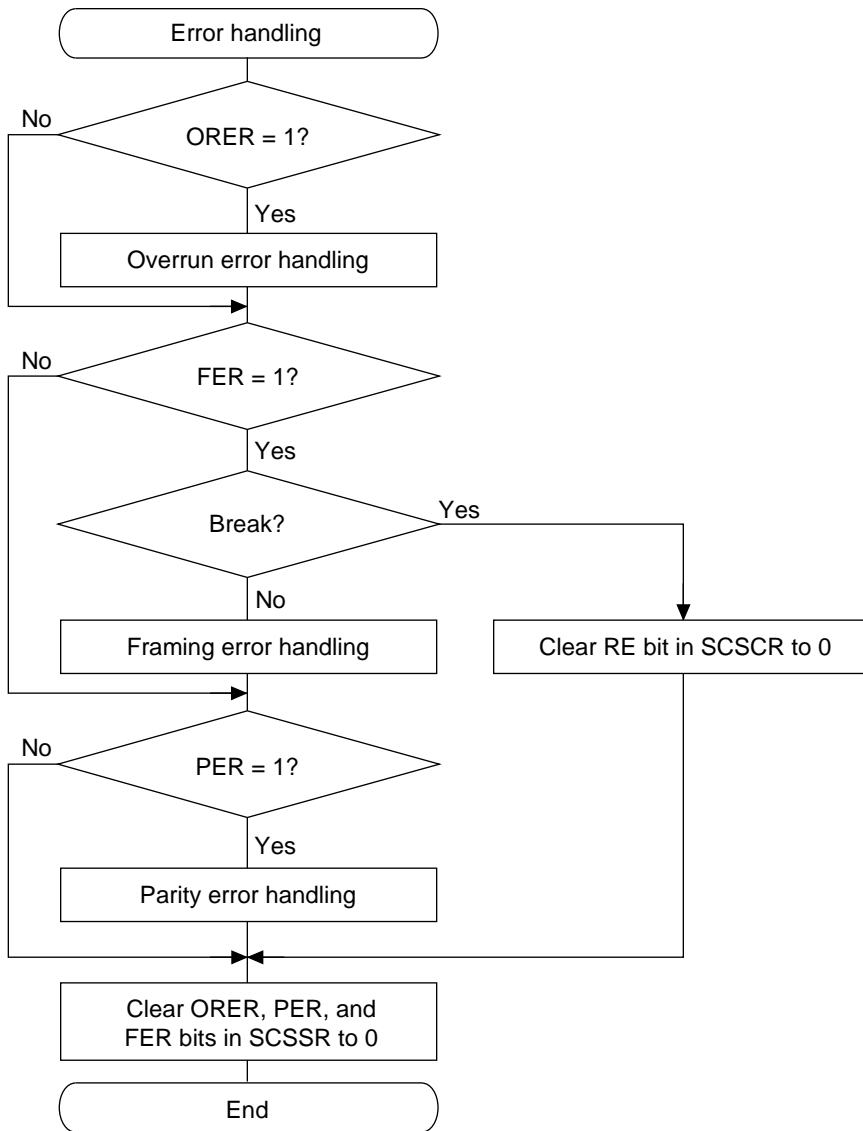 Error handling
No
ORER = 1?
Yes
Overrun error handling
No
FER = 1?
Yes
Break?
Yes
No
Framing error handling
Clear RE bit in SCSCR to 0
No
PER = 1?
Yes
Parity error handling
Clear ORER, PER, and
FER bits in SCSSR to 0
End